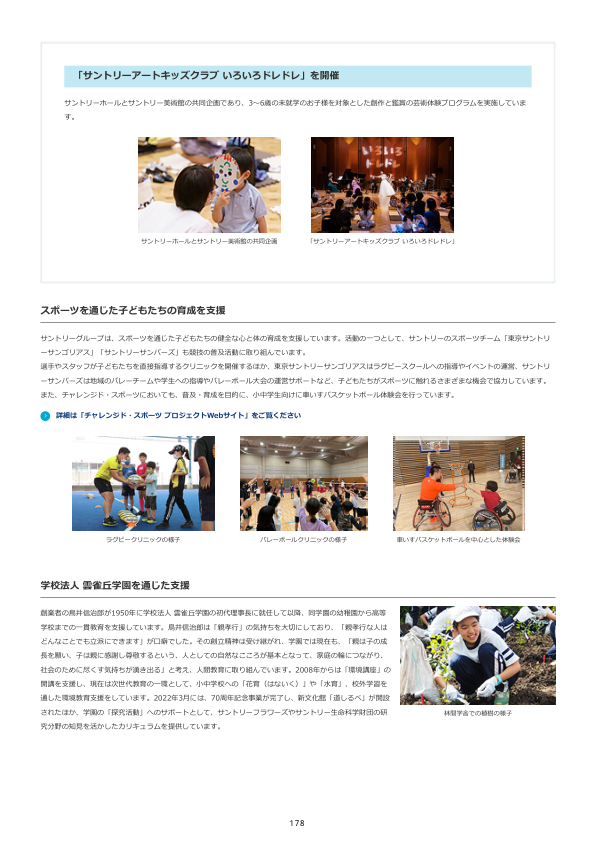 「サントリーアートキッズクラブ いろいろドレドレ」を開催
サントリーホールとサントリー美術館の共同企画であり、3～6歳の未就学のお子様を対象とした創作と鑑賞の芸術体験プログラムを実施していま
す。
いろいろ
ドレドレ
サントリーホールとサントリー美術館の共同企画
「サントリーアートキッズクラブ いろいろドレドレ」
スポーツを通じた子どもたちの育成を支援
サントリーグループは、スポーツを通じた子どもたちの健全な心と体の育成を支援しています。活動の一つとして、サントリーのスポーツチーム「東京サントリ
ーサンゴリアス」「サントリーサンバーズ」も競技の普及活動に取り組んでいます。
選手やスタッフが子どもたちを直接指導するクリニックを開催するほか、東京サントリーサンゴリアスはラグビースクールへの指導やイベントの運営、サントリ
ーサンバーズは地域のバレーチームや学生への指導やバレーボール大会の運営サポートなど、子どもたちがスポーツに触れるさまざまな機会で協力しています。
また、チャレンジド・スポーツにおいても、普及・育成を目的に、小中学生向けに車いすバスケットボール体験会を行っています。
詳細は「チャレンジド・スポーツ プロジェクトWebサイト」をご覧ください
ラグビークリニックの様子
バレーボールクリニックの様子
車いすバスケットボールを中心とした体験会
学校法人 雲雀丘学園を通じた支援
創業者の鳥井信治郎が1950年に学校法人 雲雀丘学園の初代理事長に就任して以降、同学園の幼稚園から高等
学校までの一貫教育を支援しています。鳥井信治郎は「親孝行」の気持ちを大切にしており、「親孝行な人は
どんなことでも立派にできます」が口癖でした。その創立精神は受け継がれ、学園では現在も、「親は子の成
長を願い、子は親に感謝し尊敬するという、人としての自然なこころが基本となって、家庭の輪につながり、
社会のために尽くす気持ちが湧き出る」と考え、人間教育に取り組んでいます。2008年からは「環境講座」の
開講を支援し、現在は次世代教育の一環として、小中学校への「花育（はないく）」や「水育」、校外学習を
通した環境教育支援をしています。2022年3月には、70周年記念事業が完了し、新文化館「道しるべ」が開設
されたほか、学園の「探究活動」へのサポートとして、サントリーフラワーズやサントリー生命科学財団の研
究分野の知見を活かしたカリキュラムを提供しています。
林間学舎での植樹の様子
178